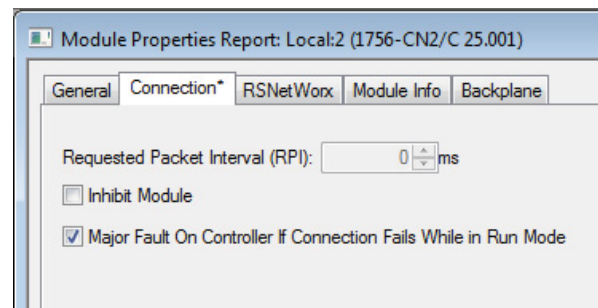 Module Properties Report: Local:2 (1756-CN2/C 25.001)
General Connection* RSNetWorx Module Info Backplane
Requested Packet Interval (RPI): 0 ms
Inhibit Module
Major Fault On Controller If Connection Fails While in Run Mode